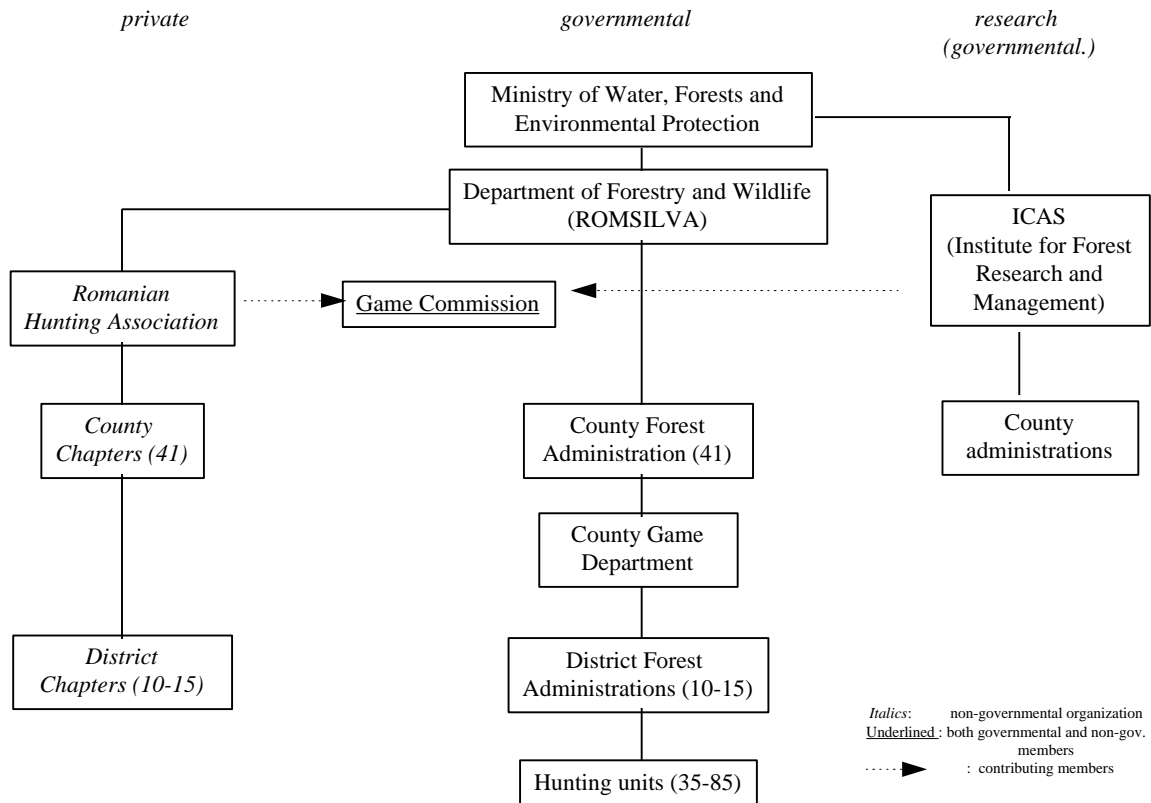 private
governmental
research
(governmental.)
Ministry of Water, Forests and
Environmental Protection
Department of Forestry and Wildlife
(ROMSILVA)
ICAS
(Institute for Forest
Research and
Management)
Romanian
Hunting Association
Game Commission
County
Chapters (41)
County Forest
Administration (41)
County
administrations
County Game
Department
District
Chapters (10-15)
District Forest
Administrations (10-15)
Hunting units (35-85)
Italics: non-governmental organization
Underlined : both governmental and non-gov.
members
: contributing members